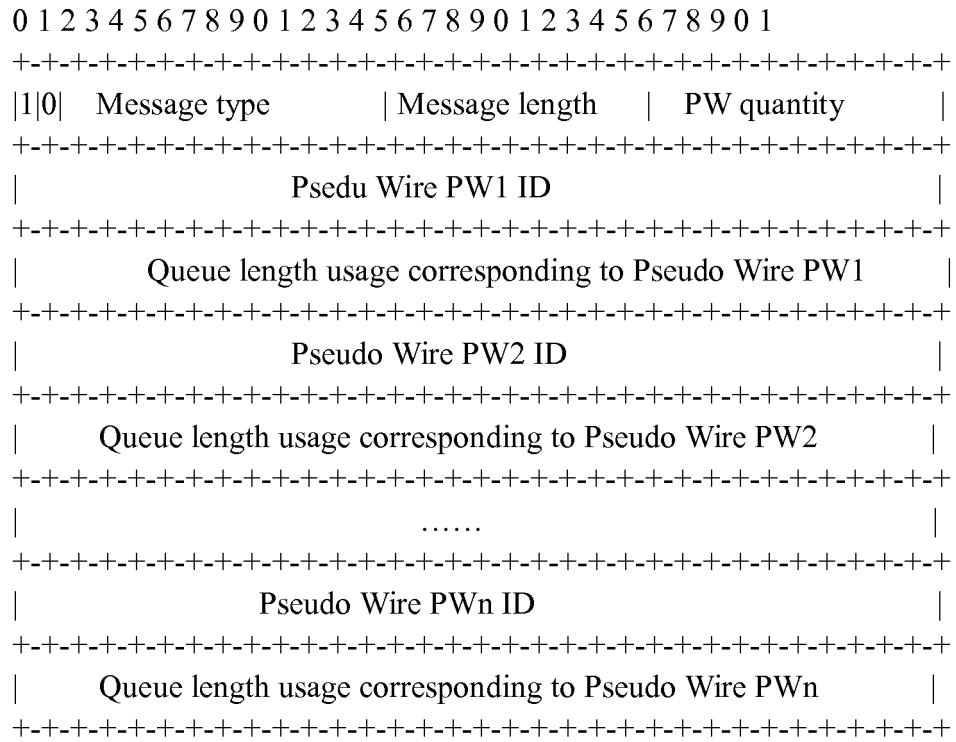 0 1 2 3 4 5 6 7 8 9 0 1 2 3 4 5 6 7 8 9 0 1 2 3 4 5 6 7 8 9 0 1
+-+-+-+-+-+-+-+-+-+-+-+-+-+-+-+-+-+-+-+-+-+-+-+-+-+-+-+-+-+-+-+-+
|1|0| Message type | Message length | PW quantity |
+-+-+-+-+-+-+-+-+-+-+-+-+-+-+-+-+-+-+-+-+-+-+-+-+-+-+-+-+-+-+-+-+
| Psedu Wire PW1 ID |
+-+-+-+-+-+-+-+-+-+-+-+-+-+-+-+-+-+-+-+-+-+-+-+-+-+-+-+-+-+-+-+-+
| Queue length usage corresponding to Pseudo Wire PW1 |
+-+-+-+-+-+-+-+-+-+-+-+-+-+-+-+-+-+-+-+-+-+-+-+-+-+-+-+-+-+-+-+-+
| Pseudo Wire PW2 ID |
+-+-+-+-+-+-+-+-+-+-+-+-+-+-+-+-+-+-+-+-+-+-+-+-+-+-+-+-+-+-+-+-+
| Queue length usage corresponding to Pseudo Wire PW2 |
+-+-+-+-+-+-+-+-+-+-+-+-+-+-+-+-+-+-+-+-+-+-+-+-+-+-+-+-+-+-+-+-+
| …… |
+-+-+-+-+-+-+-+-+-+-+-+-+-+-+-+-+-+-+-+-+-+-+-+-+-+-+-+-+-+-+-+-+
| Pseudo Wire PWn ID |
+-+-+-+-+-+-+-+-+-+-+-+-+-+-+-+-+-+-+-+-+-+-+-+-+-+-+-+-+-+-+-+-+
| Queue length usage corresponding to Pseudo Wire PWn |
+-+-+-+-+-+-+-+-+-+-+-+-+-+-+-+-+-+-+-+-+-+-+-+-+-+-+-+-+-+-+-+-+